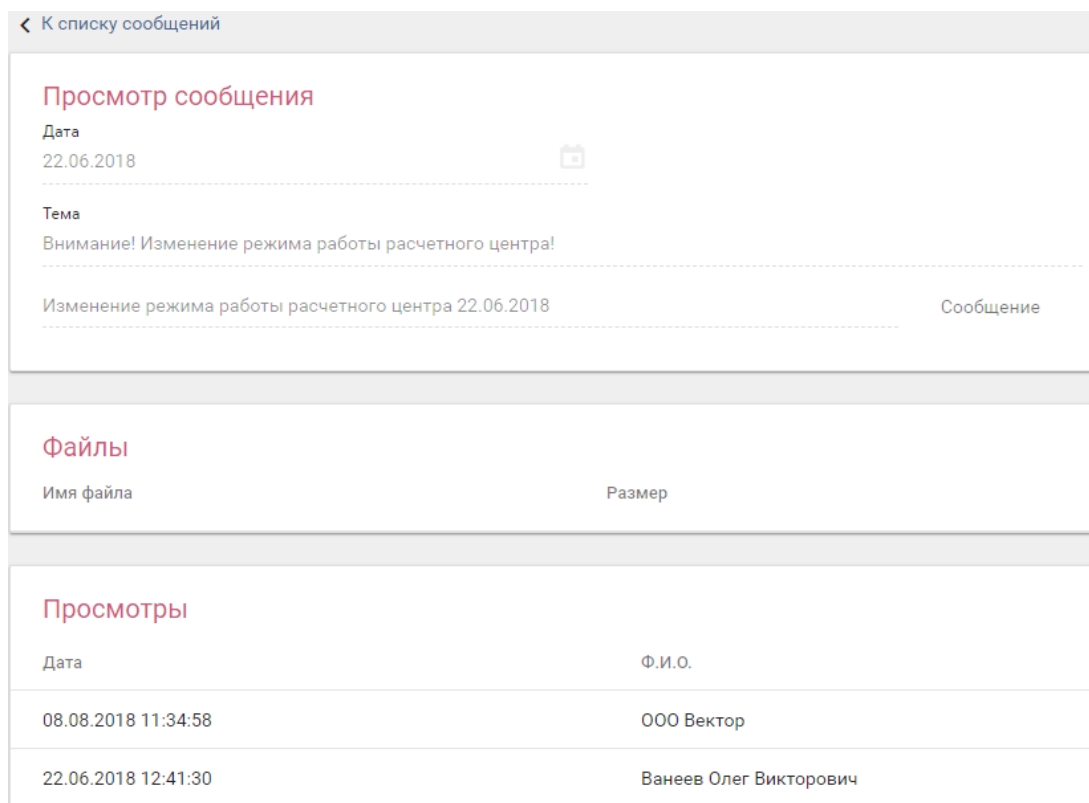 К списку сообщений
Просмотр сообщения
Дата
22.06.2018
Тема
Внимание! Изменение режима работы расчетного центра!
Изменение режима работы расчетного центра 22.06.2018 Сообщение
Файлы
Имя файла Размер
Просмотры
Дата Ф.И.О.
08.08.2018 11:34:58 ООО Вектор
22.06.2018 12:41:30 Ванеев Олег Викторович